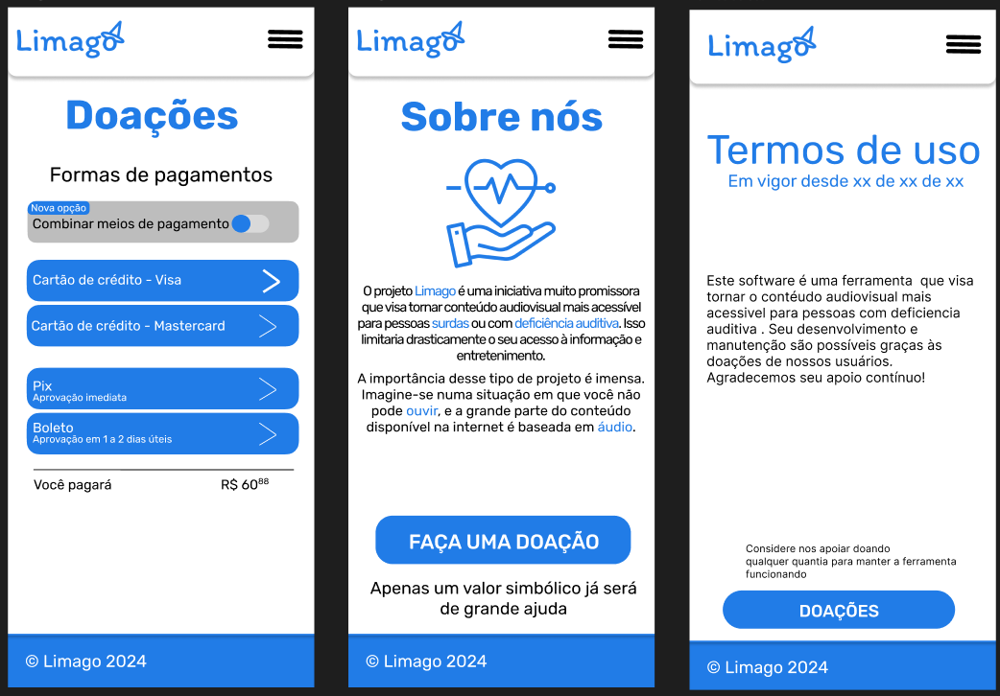 Limago
Doações
Formas de pagamentos
Nova opção
Combinar meios de pagamento
Cartão de crédito - Visa
Cartão de crédito - Mastercard
Pix
Aprovação imediata
Boleto
Aprovação em 1 a 2 dias úteis
Você pagará R$ 60⁸⁸
© Limago 2024
Limago
Sobre nós
O projeto Limago é uma iniciativa muito promissora
que visa tornar conteúdo audiovisual mais acessível
para pessoas surdas ou com deficiência auditiva. Isso
limitaria drasticamente o seu acesso à informação e
entretenimento.
A importância desse tipo de projeto é imensa.
Imagine-se numa situação em que você não
pode ouvir, e a grande parte do conteúdo
disponível na internet é baseada em áudio.
FAÇA UMA DOAÇÃO
Apenas um valor simbólico já será
de grande ajuda
© Limago 2024
Limago
Termos de uso
Em vigor desde xx de xx de xx
Este software é uma ferramenta que visa
tornar o contéudo audiovisual mais
acessivel para pessoas com deficiencia
auditiva . Seu desenvolvimento e
manutenção são possíveis graças às
doações de nossos usuários.
Agradecemos seu apoio contínuo!
Considere nos apoiar doando
qualquer quantia para manter a ferramenta
funcionando
DOAÇÕES
© Limago 2024